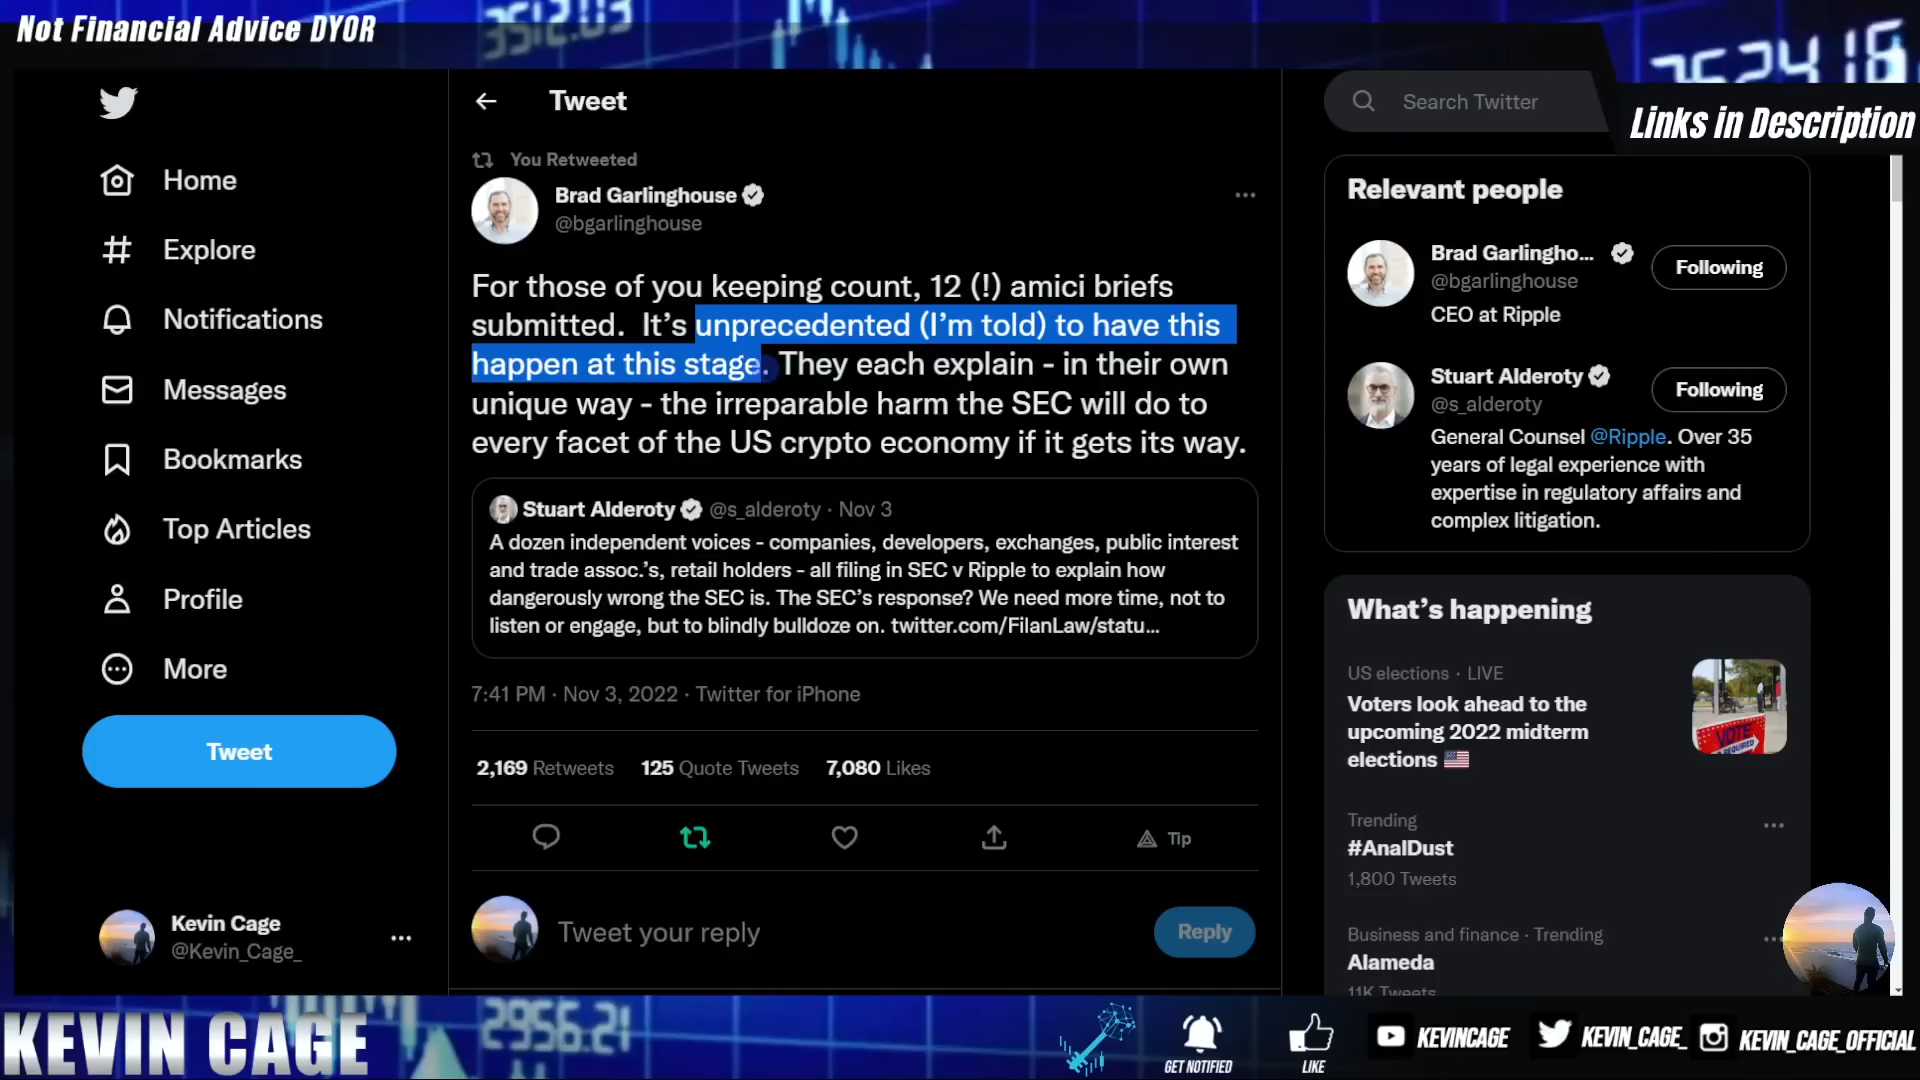 Not Financial Advice DYOR
3512.03
7524.16
Links in Description
Tweet
Search Twitter
Home
Explore
Notifications
Messages
Bookmarks
Top Articles
Profile
More
Tweet
Kevin Cage
@Kevin_Cage_
You Retweeted
Brad Garlinghouse
@bgarlinghouse
For those of you keeping count, 12 (!) amici briefs
submitted.  It's unprecedented (I'm told) to have this
happen at this stage. They each explain - in their own
unique way - the irreparable harm the SEC will do to
every facet of the US crypto economy if it gets its way.
Stuart Alderoty @s_alderoty · Nov 3
A dozen independent voices - companies, developers, exchanges, public interest
and trade assoc.'s, retail holders - all filing in SEC v Ripple to explain how
dangerously wrong the SEC is. The SEC's response? We need more time, not to
listen or engage, but to blindly bulldoze on. twitter.com/FilanLaw/statu...
7:41 PM · Nov 3, 2022 · Twitter for iPhone
2,169 Retweets 125 Quote Tweets 7,080 Likes
Tip
Tweet your reply
Reply
Relevant people
Brad Garlingho...
@bgarlinghouse
Following
CEO at Ripple
Stuart Alderoty
@s_alderoty
Following
General Counsel @Ripple. Over 35
years of legal experience with
expertise in regulatory affairs and
complex litigation.
What's happening
US elections · LIVE
Voters look ahead to the
upcoming 2022 midterm
elections
VOTE
Trending
#AnalDust
1,800 Tweets
Business and finance · Trending
Alameda
11K Tweets
KEVIN CAGE
2956.21
GET NOTIFIED
LIKE
KEVINCAGE
KEVIN_CAGE_
KEVIN_CAGE_OFFICIAL